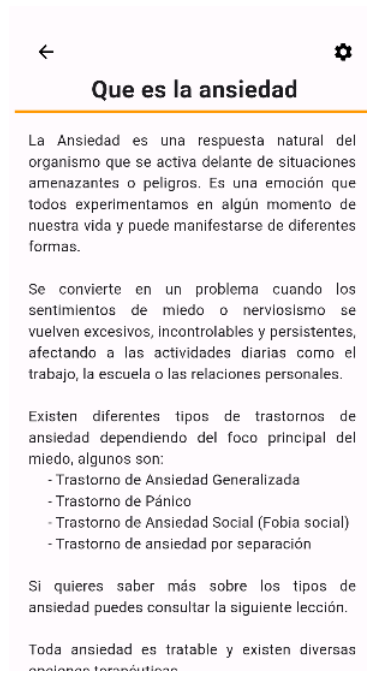 Que es la ansiedad
La Ansiedad es una respuesta natural del
organismo que se activa delante de situaciones
amenazantes o peligros. Es una emoción que
todos experimentamos en algún momento de
nuestra vida y puede manifestarse de diferentes
formas.
Se convierte en un problema cuando los
sentimientos de miedo o nerviosismo se
vuelven excesivos, incontrolables y persistentes,
afectando a las actividades diarias como el
trabajo, la escuela o las relaciones personales.
Existen diferentes tipos de trastornos de
ansiedad dependiendo del foco principal del
miedo, algunos son:
- Trastorno de Ansiedad Generalizada
- Trastorno de Pánico
- Trastorno de Ansiedad Social (Fobia social)
- Trastorno de ansiedad por separación
Si quieres saber más sobre los tipos de
ansiedad puedes consultar la siguiente lección.
Toda ansiedad es tratable y existen diversas
opciones terapéuticas